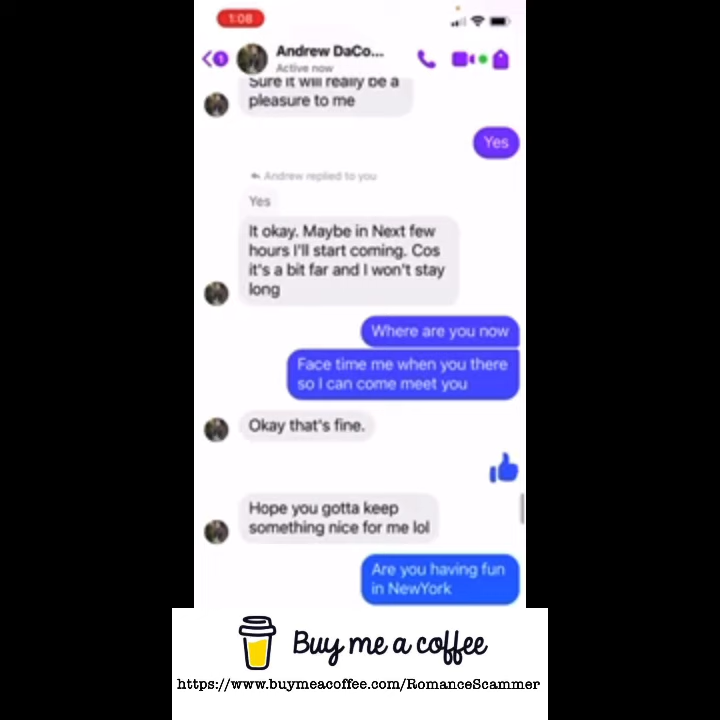 1:08
1
Andrew DaCo...
Active now
Sure it will really be a
pleasure to me
Yes
Andrew replied to you
Yes
It okay. Maybe in Next few
hours I'll start coming. Cos
it's a bit far and I won't stay
long
Where are you now
Face time me when you there
so I can come meet you
Okay that's fine.
Hope you gotta keep
something nice for me lol
Are you having fun
in NewYork
Buy me a coffee
https://www.buymeacoffee.com/RomanceScammer